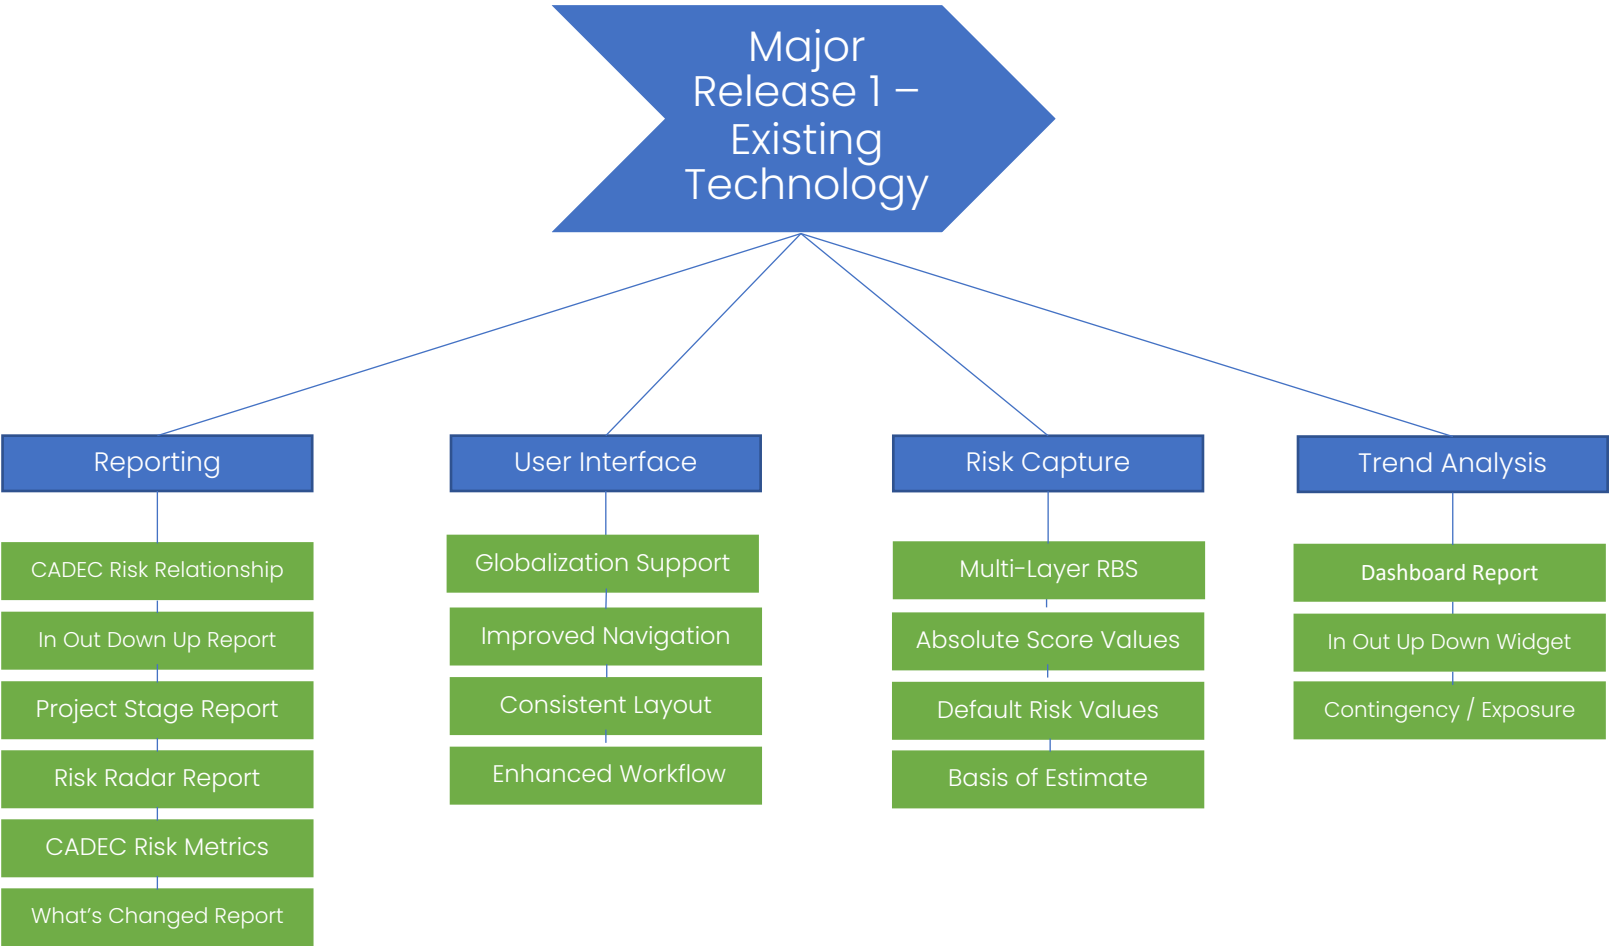 Major
Release 1 –
Existing
Technology
Reporting
User Interface
Risk Capture
Trend Analysis
CADEC Risk Relationship
In Out Down Up Report
Project Stage Report
Risk Radar Report
CADEC Risk Metrics
What's Changed Report
Globalization Support
Improved Navigation
Consistent Layout
Enhanced Workflow
Multi-Layer RBS
Absolute Score Values
Default Risk Values
Basis of Estimate
Dashboard Report
In Out Up Down Widget
Contingency / Exposure